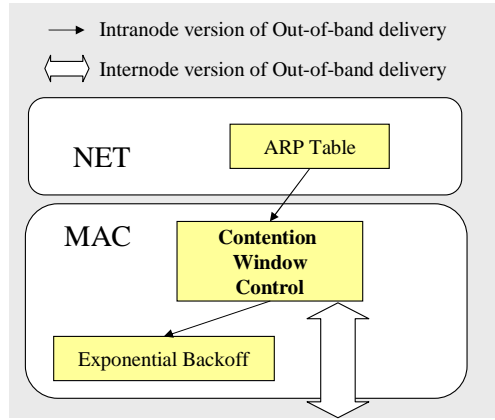 Intranode version of Out-of-band delivery
Internode version of Out-of-band delivery
NET
ARP Table
MAC
Contention
Window
Control
Exponential Backoff